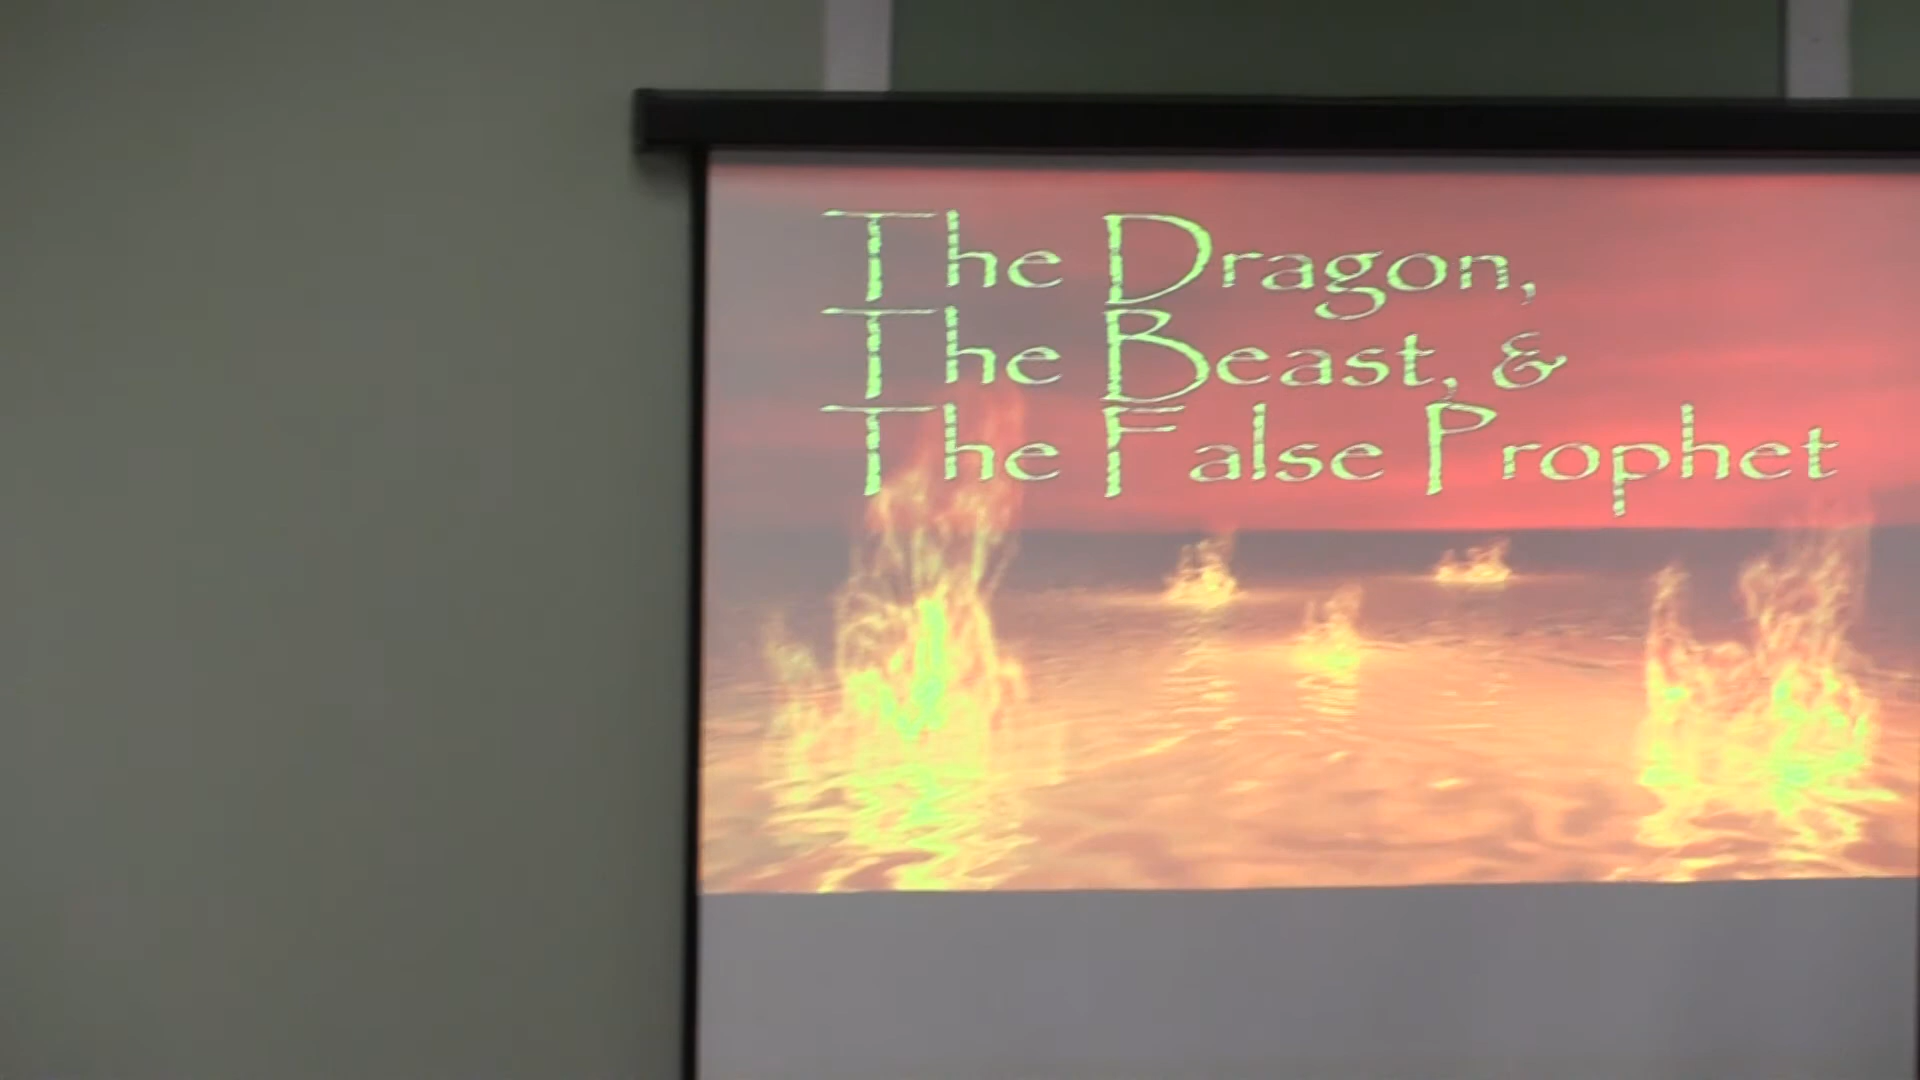 The Dragon,
The Beast, &
The False Prophet